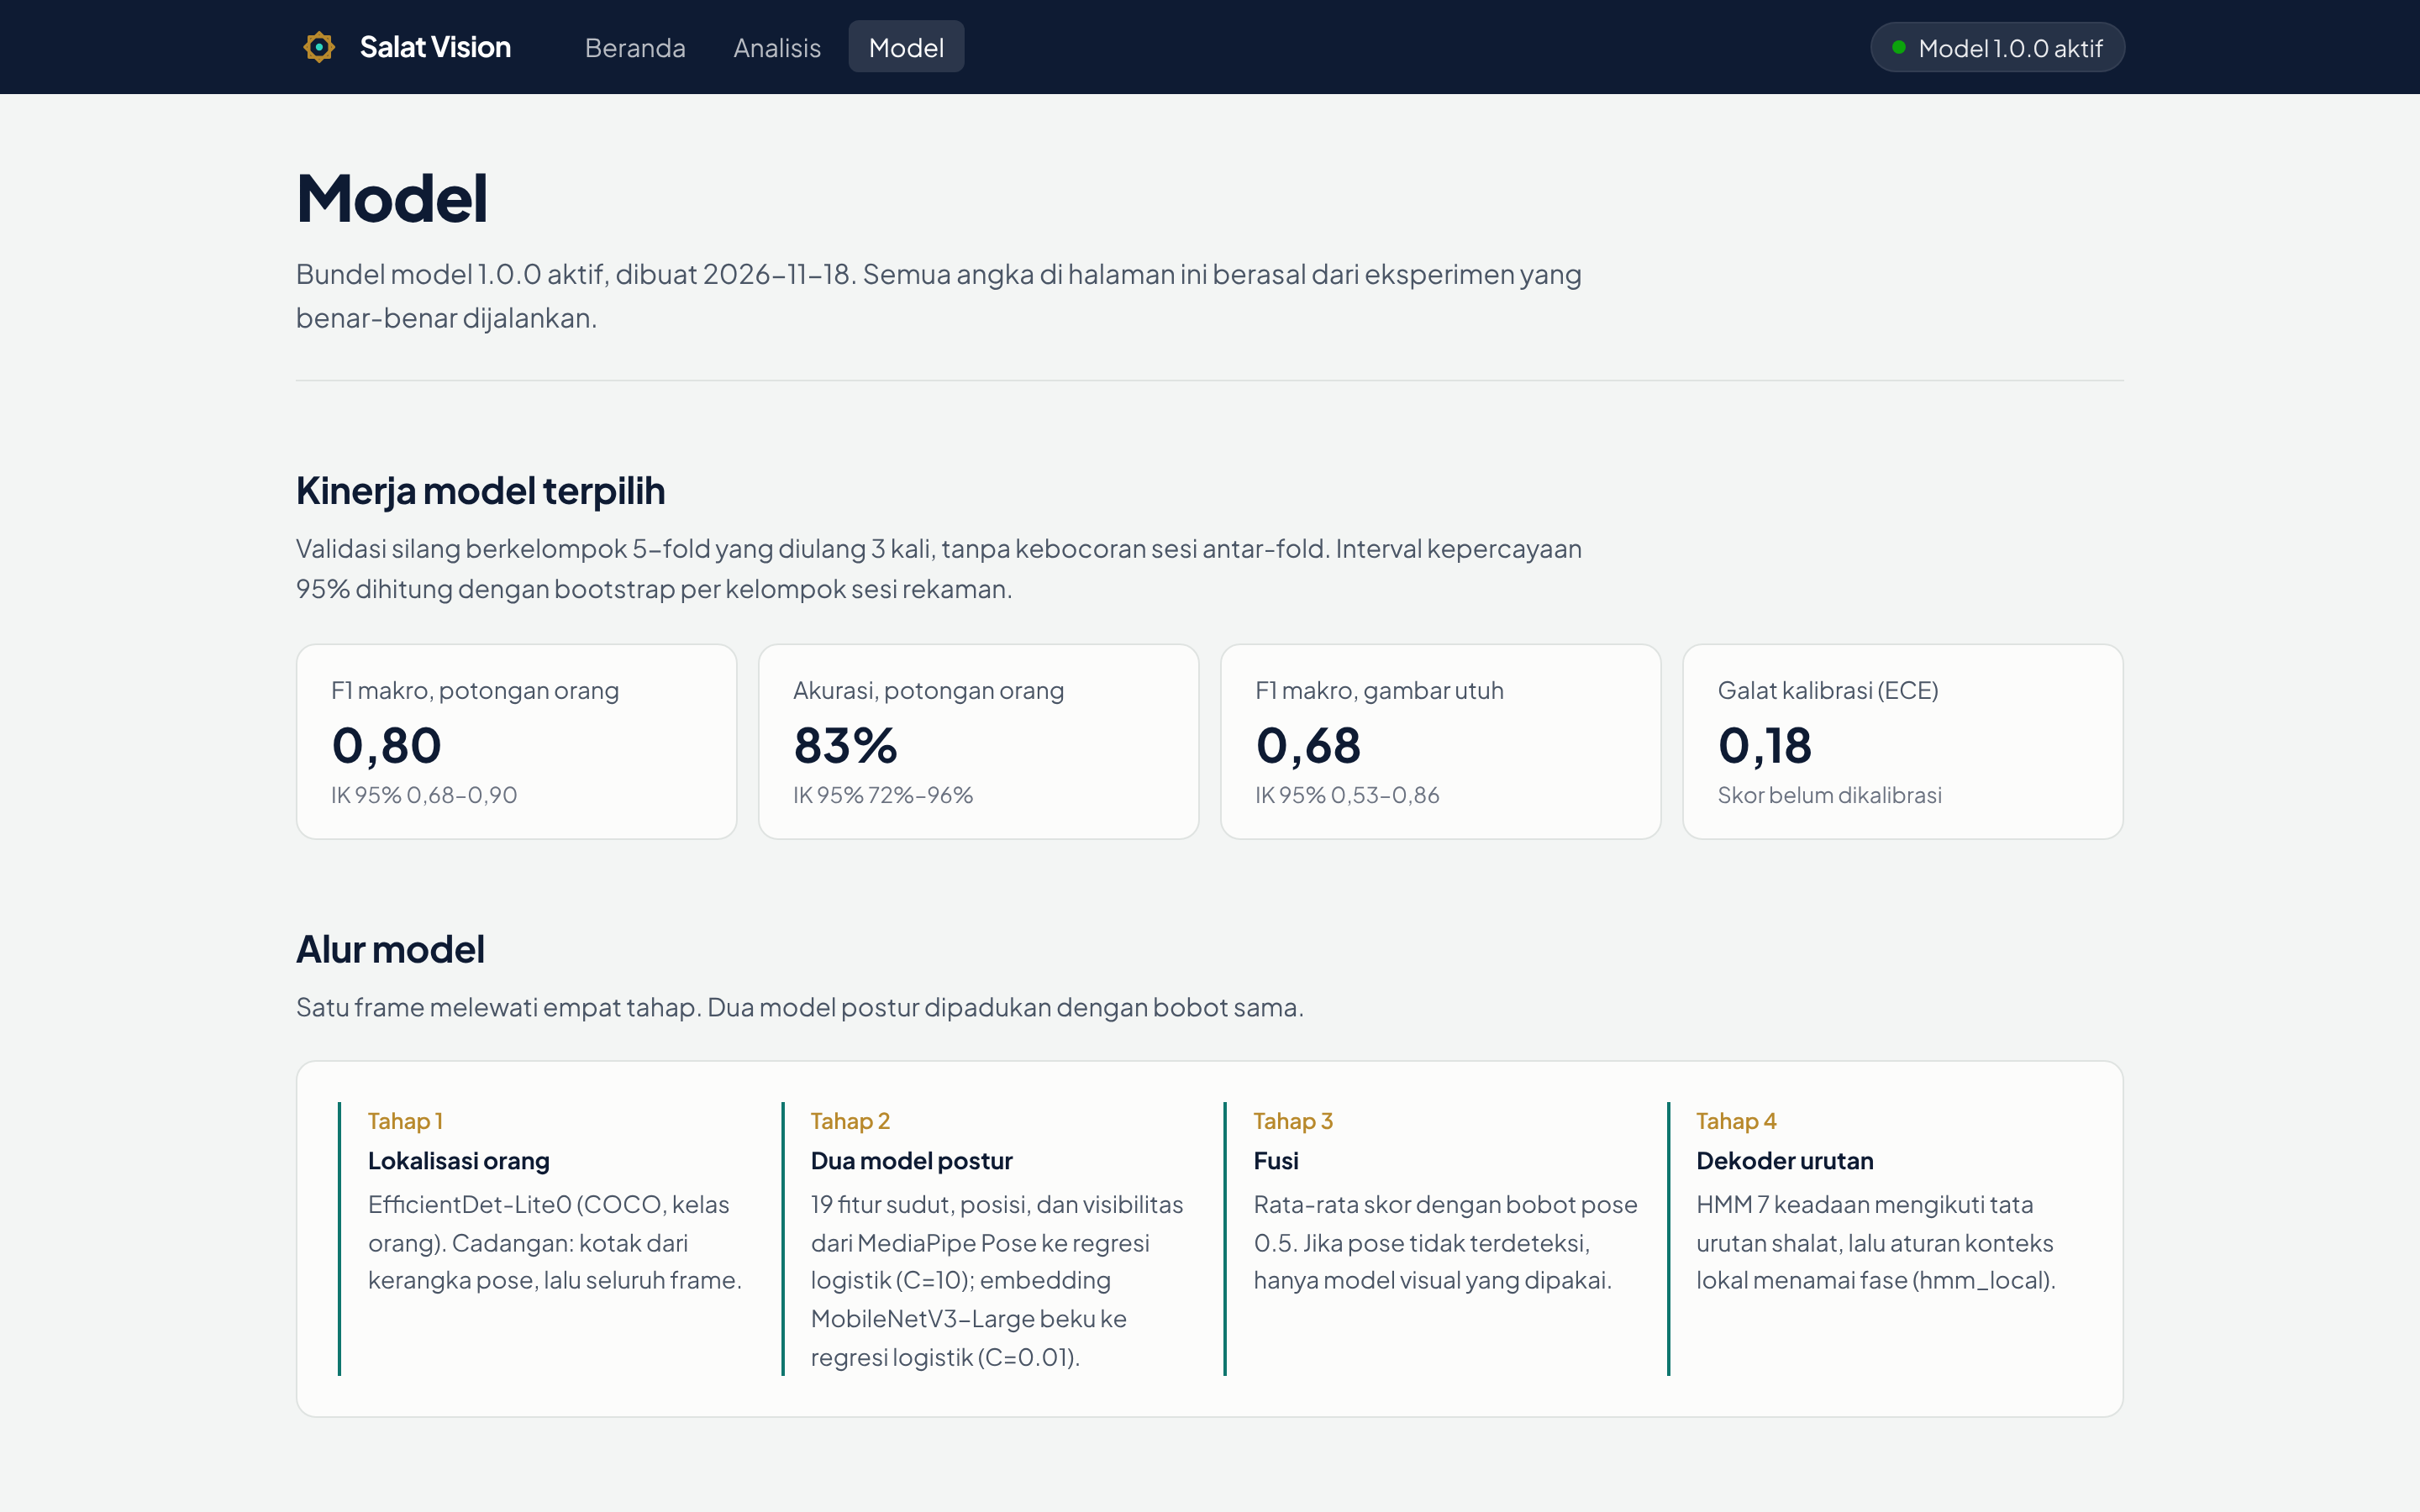 Salat Vision
Beranda
Analisis
Model
Model 1.0.0 aktif
Model
Bundel model 1.0.0 aktif, dibuat 2026-11-18. Semua angka di halaman ini berasal dari eksperimen yang
benar-benar dijalankan.
Kinerja model terpilih
Validasi silang berkelompok 5-fold yang diulang 3 kali, tanpa kebocoran sesi antar-fold. Interval kepercayaan
95% dihitung dengan bootstrap per kelompok sesi rekaman.
F1 makro, potongan orang
0,80
IK 95% 0,68–0,90
Akurasi, potongan orang
83%
IK 95% 72%–96%
F1 makro, gambar utuh
0,68
IK 95% 0,53–0,86
Galat kalibrasi (ECE)
0,18
Skor belum dikalibrasi
Alur model
Satu frame melewati empat tahap. Dua model postur dipadukan dengan bobot sama.
Tahap 1
Lokalisasi orang
EfficientDet-Lite0 (COCO, kelas
orang). Cadangan: kotak dari
kerangka pose, lalu seluruh frame.
Tahap 2
Dua model postur
19 fitur sudut, posisi, dan visibilitas
dari MediaPipe Pose ke regresi
logistik (C=10); embedding
MobileNetV3-Large beku ke
regresi logistik (C=0.01).
Tahap 3
Fusi
Rata-rata skor dengan bobot pose
0.5. Jika pose tidak terdeteksi,
hanya model visual yang dipakai.
Tahap 4
Dekoder urutan
HMM 7 keadaan mengikuti tata
urutan shalat, lalu aturan konteks
lokal menamai fase (hmm_local).